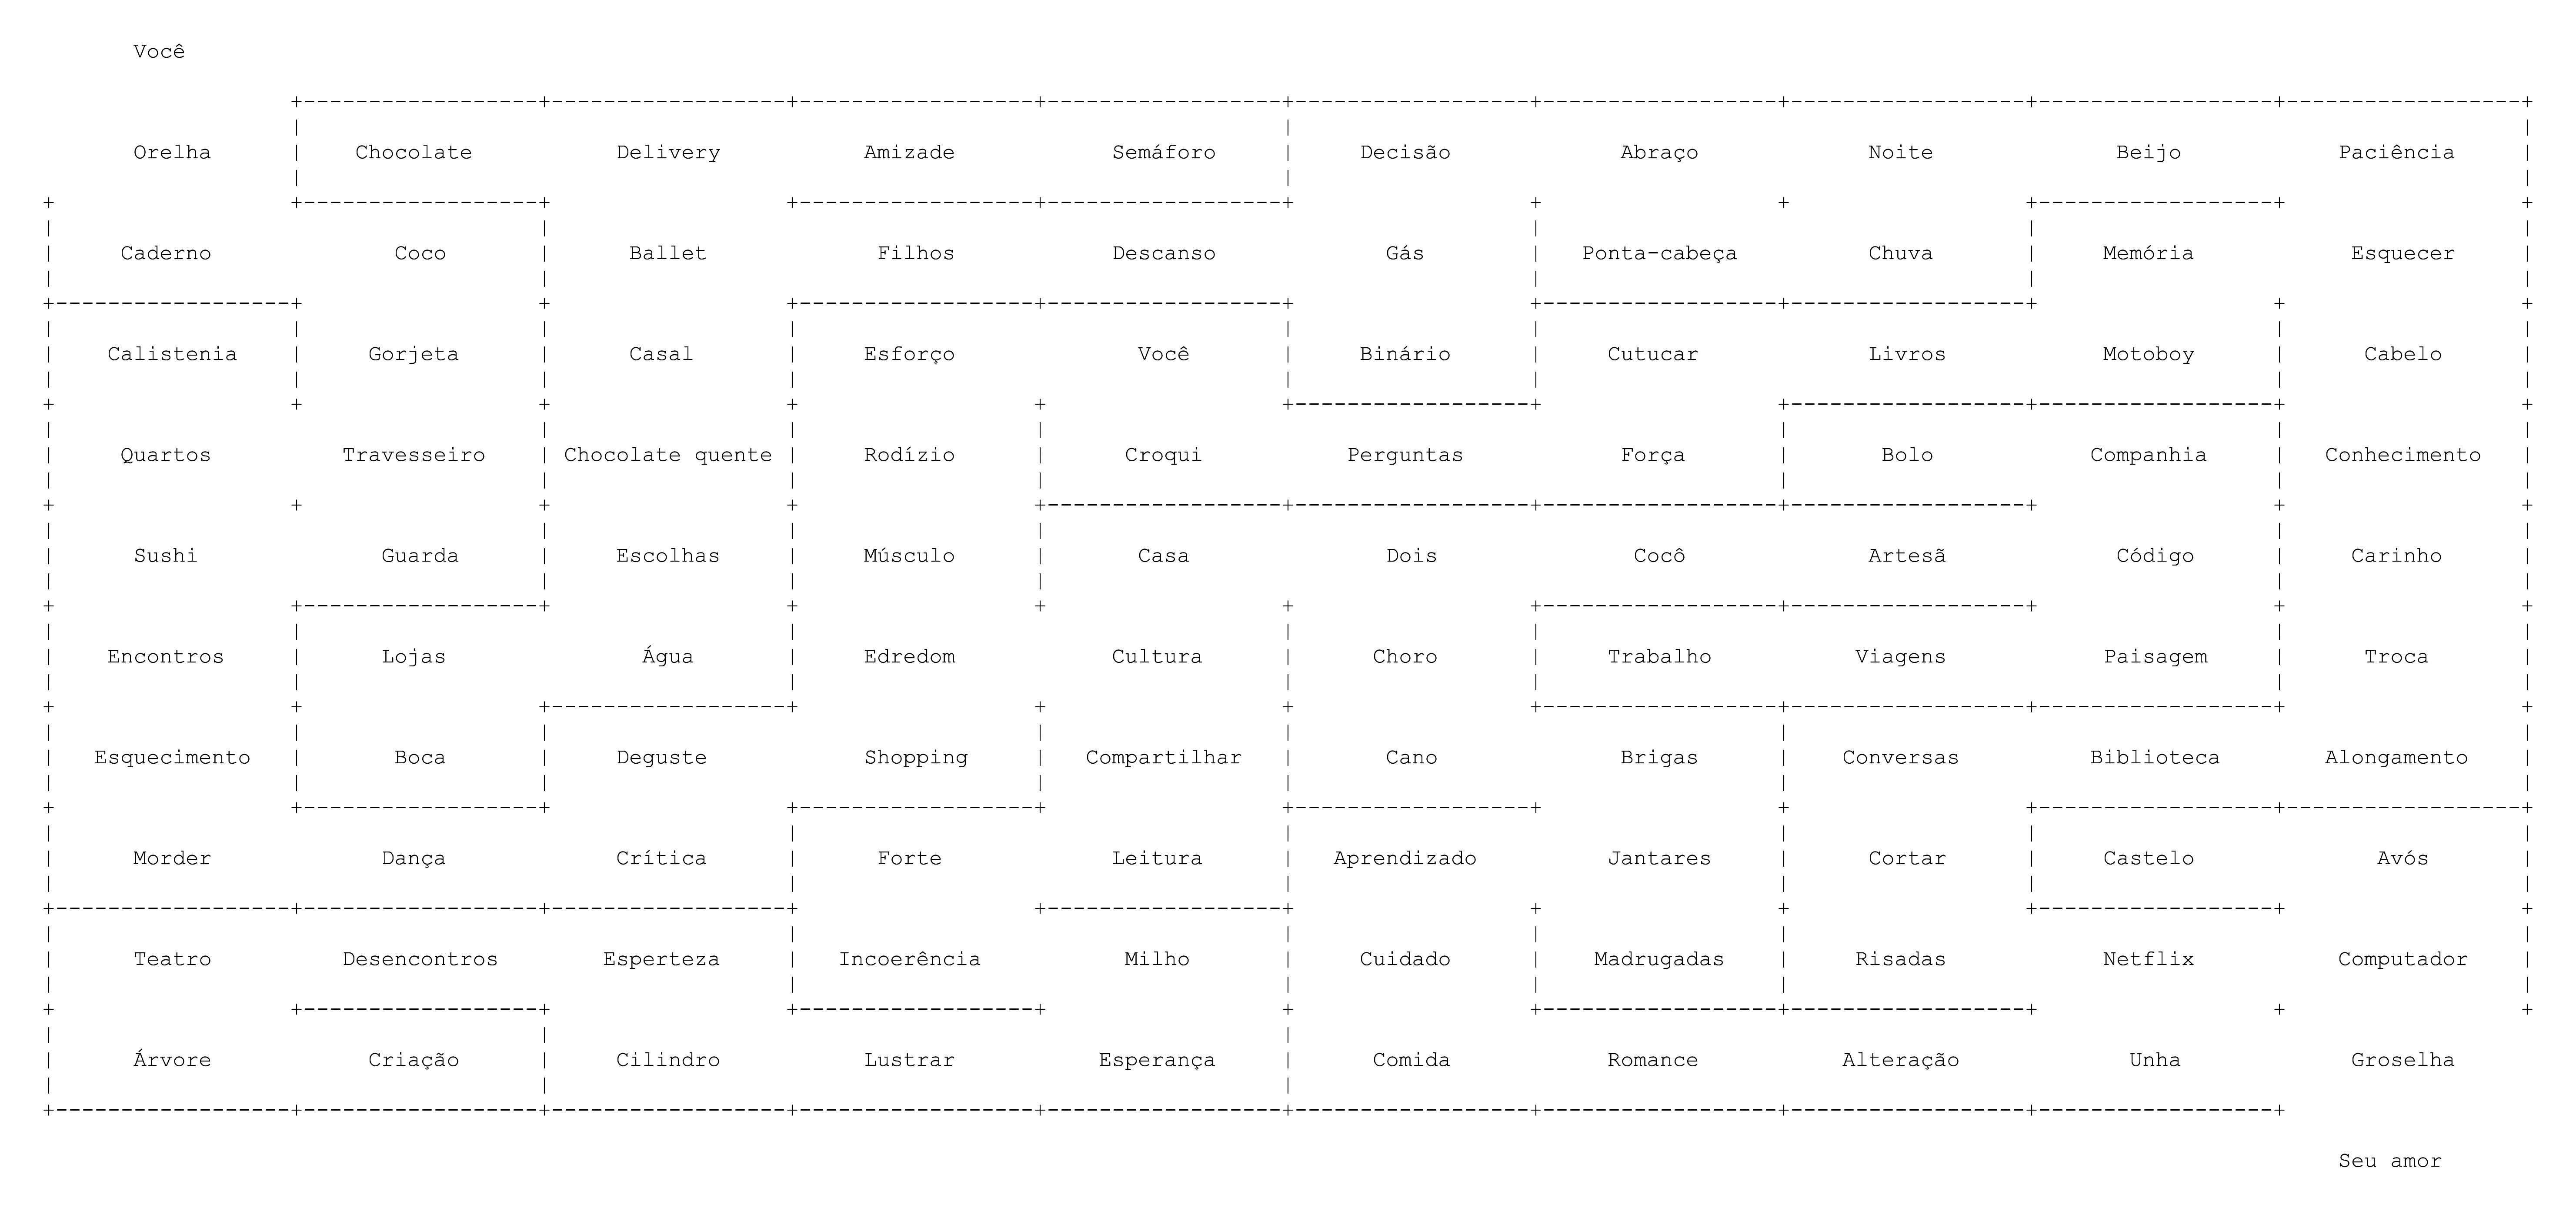 Você
Orelha Chocolate Delivery Amizade Semáforo Decisão Abraço Noite Beijo Paciência
Caderno Coco Ballet Filhos Descanso Gás Ponta-cabeça Chuva Memória Esquecer
Calistenia Gorjeta Casal Esforço Você Binário Cutucar Livros Motoboy Cabelo
Quartos Travesseiro Chocolate quente Rodízio Croqui Perguntas Força Bolo Companhia Conhecimento
Sushi Guarda Escolhas Músculo Casa Dois Cocô Artesã Código Carinho
Encontros Lojas Água Edredom Cultura Choro Trabalho Viagens Paisagem Troca
Esquecimento Boca Deguste Shopping Compartilhar Cano Brigas Conversas Biblioteca Alongamento
Morder Dança Crítica Forte Leitura Aprendizado Jantares Cortar Castelo Avós
Teatro Desencontros Esperteza Incoerência Milho Cuidado Madrugadas Risadas Netflix Computador
Árvore Criação Cilindro Lustrar Esperança Comida Romance Alteração Unha Groselha
Seu amor